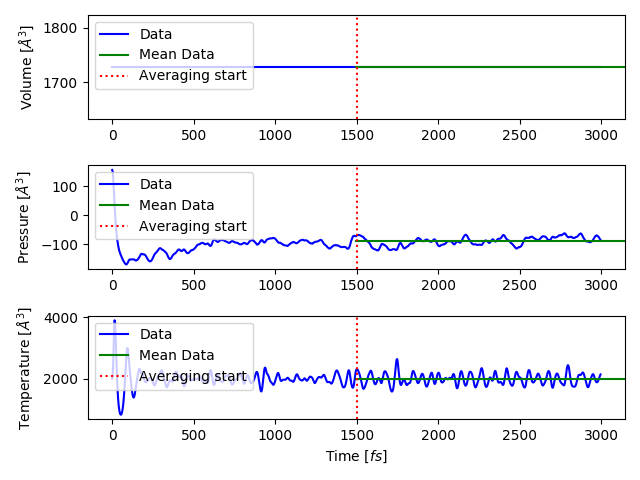 Volume [Å³]
1800
1700
Data
Mean Data
Averaging start
0 500 1000 1500 2000 2500 3000
Pressure [Å³]
100
0
−100
Data
Mean Data
Averaging start
0 500 1000 1500 2000 2500 3000
Temperature [Å³]
4000
2000
Data
Mean Data
Averaging start
0 500 1000 1500 2000 2500 3000
Time [fs]